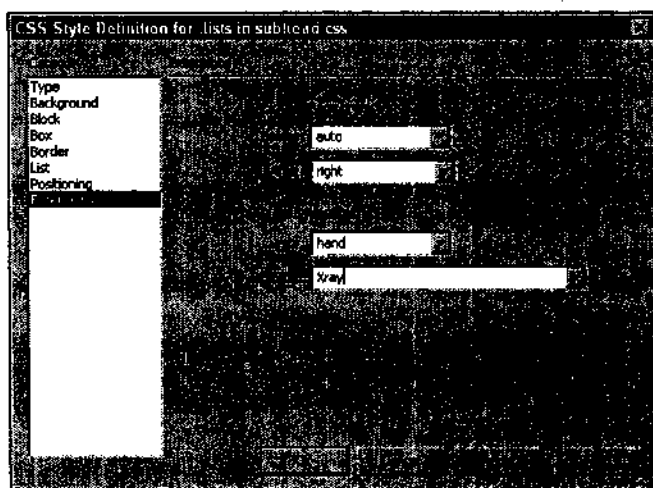 CSS Style Definition for .lists in subhead.css
Type
Background
Block
Box
Border
List
Positioning
auto
right
hand
Xray